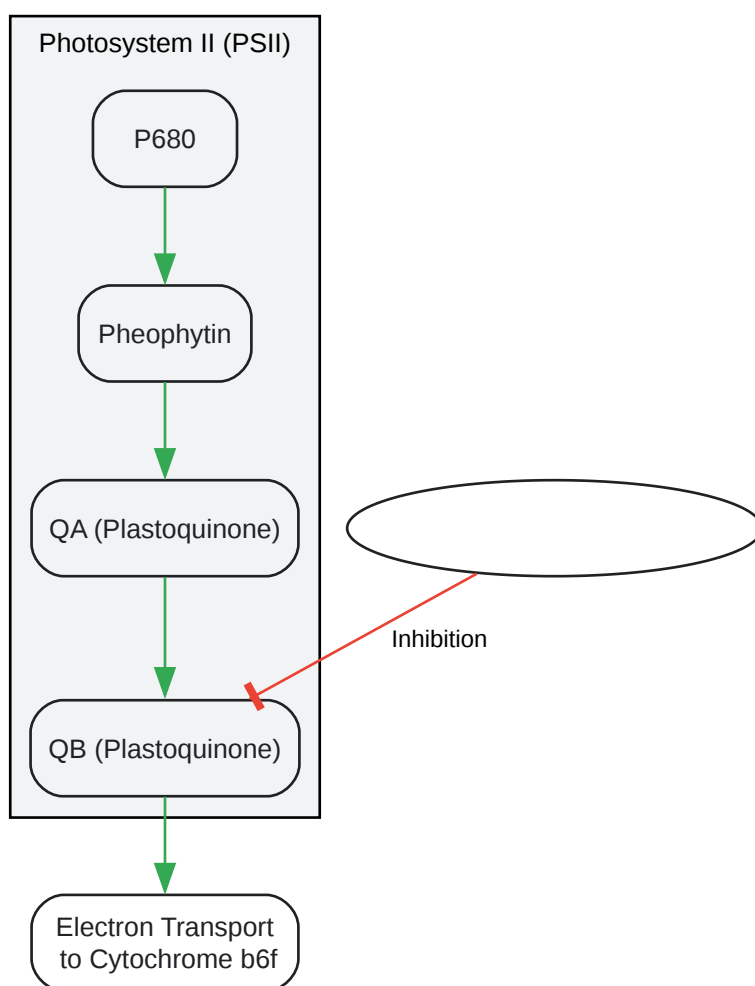 Photosystem II (PSII)
P680
Pheophytin
QA (Plastoquinone)
Inhibition
QB (Plastoquinone)
Electron Transport
to Cytochrome b6f